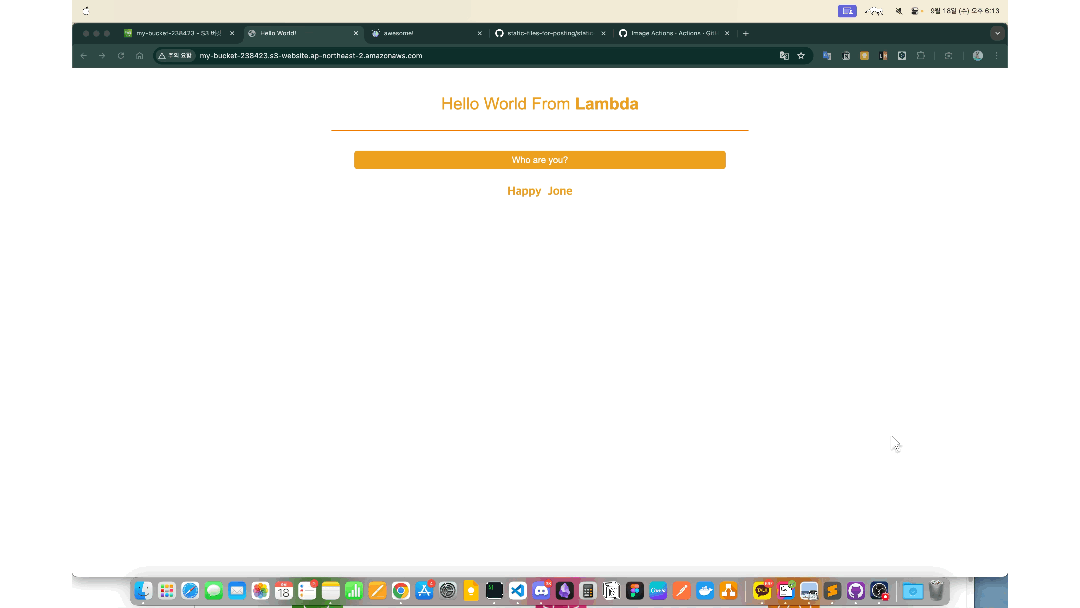 9월 18일 (수) 오후 6:13
my-bucket-238423 - S3 버킷
Hello World!
awesome!
static-files-for-posting/static
Image Actions - Actions - GitH
주의 요함
my-bucket-238423.s3-website.ap-northeast-2.amazonaws.com
Hello World From Lambda
Who are you?
Happy Jone
18